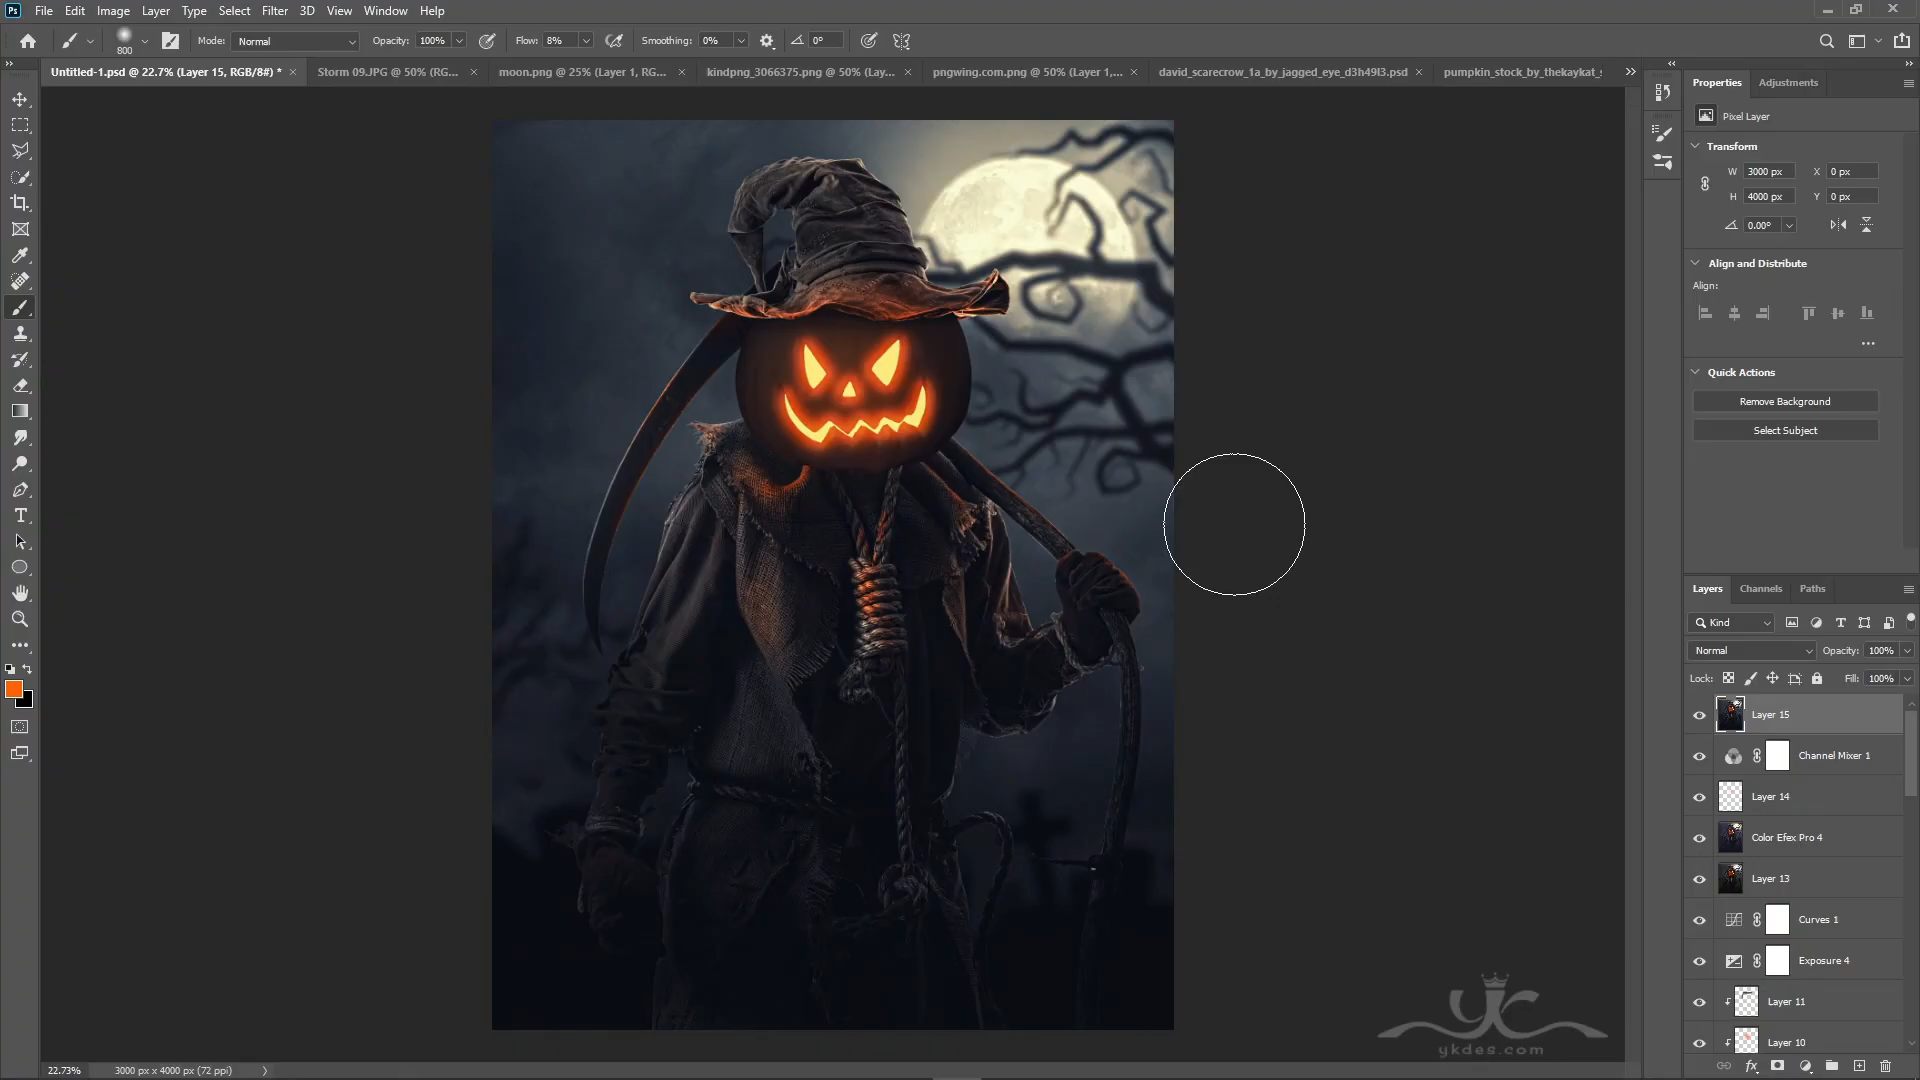 Ps File Edit Image Layer Type Select Filter 3D View Window Help
800 Mode: Normal Opacity: 100% Flow: 8% Smoothing: 0% 0°
Untitled-1.psd @ 22.7% (Layer 15, RGB/8#) * Storm 09.JPG @ 50% (RG... moon.png @ 25% (Layer 1, RG... kindpng_3066375.png @ 50% (Lay... pngwing.com.png @ 50% (Layer 1,... david_scarecrow_1a_by_jagged_eye_d3h49l3.psd pumpkin_stock_by_thekaykat_s
Properties Adjustments
Pixel Layer
Transform
W 3000 px X 0 px
H 4000 px Y 0 px
0.00°
Align and Distribute
Align:
Quick Actions
Remove Background
Select Subject
Layers Channels Paths
Kind
Normal Opacity: 100%
Lock: Fill: 100%
Layer 15
Channel Mixer 1
Layer 14
Color Efex Pro 4
Layer 13
Curves 1
Exposure 4
Layer 11
Layer 10
ykdes.com
22.73% 3000 px x 4000 px (72 ppi)